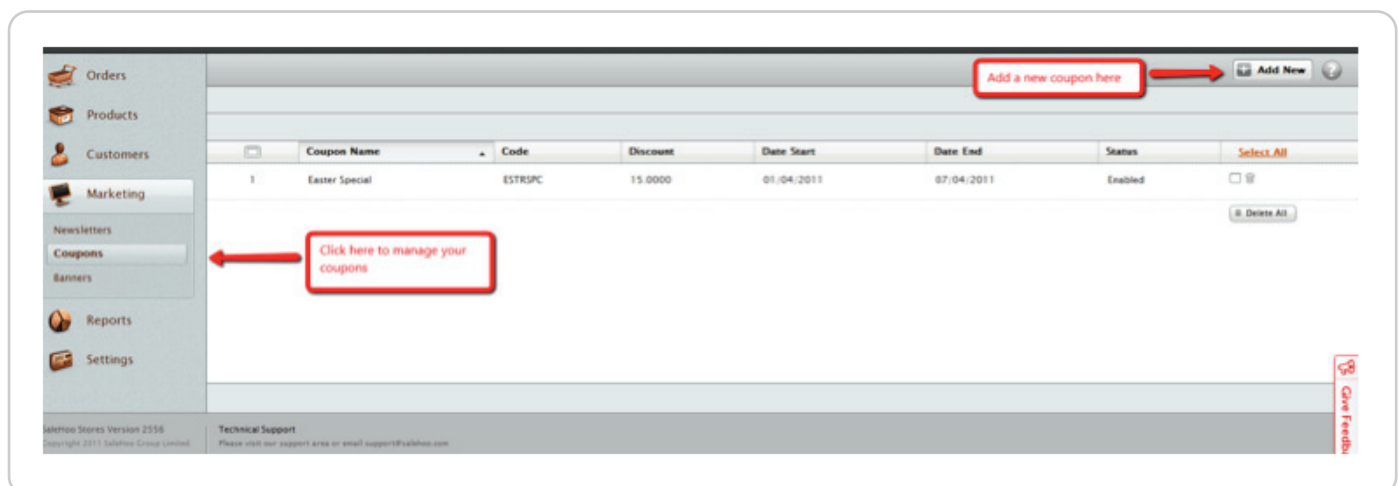 Orders
Add a new coupon here
Add New
?
Products
Customers
Coupon Name Code Discount Date Start Date End Status Select All
1 Easter Special ESTRSPC 15.0000 01/04/2011 07/04/2011 Enabled
Marketing
Delete All
Newsletters
Coupons
Banners
Click here to manage your
coupons
Reports
Settings
Give Feedba
SaleHoo Stores Version 2556
Copyright 2011 SaleHoo Group Limited.
Technical Support
Please visit our support area or email support@salehoo.com